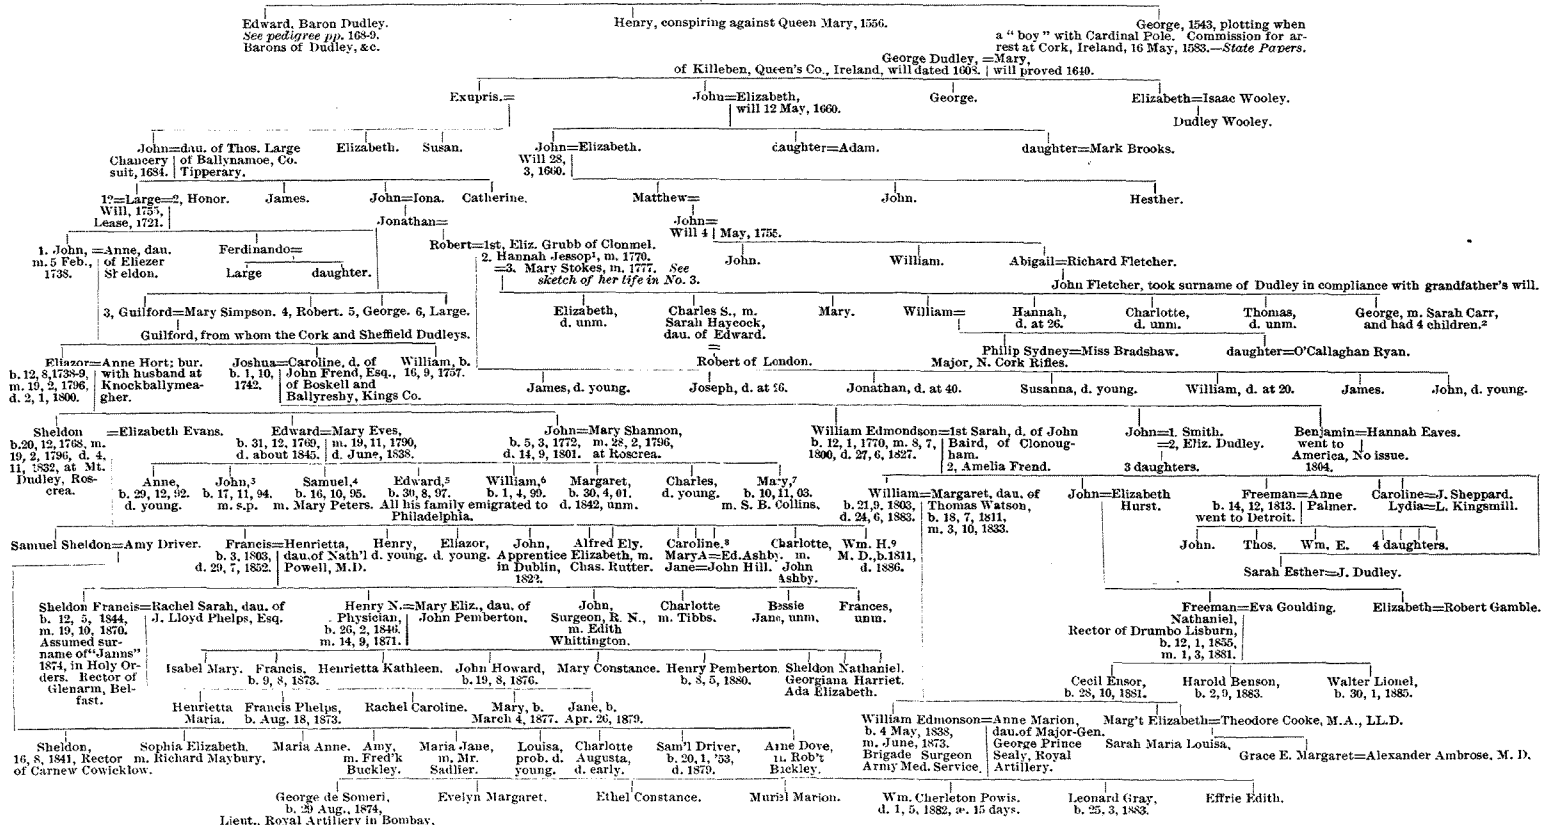 Edward, Baron Dudley.
See pedigree pp. 168-9.
Barons of Dudley, &c.
Henry, conspiring against Queen Mary, 1556.
George, 1543, plotting when
a "boy" with Cardinal Pole. Commission for ar-
rest at Cork, Ireland, 16 May, 1583.—State Papers.
George Dudley, =Mary,
of Killeben, Queen's Co., Ireland, will dated 1608. | will proved 1640.
Exupris.=
John=Elizabeth,
will 12 May, 1660.
George.
Elizabeth=Isaac Wooley.
Dudley Wooley.
John=dau. of Thos. Large
Chancery | of Ballynamoe, Co.
suit, 1684. | Tipperary.
Elizabeth.
Susan.
John=Elizabeth.
Will 28,
3, 1660.
daughter=Adam.
daughter=Mark Brooks.
1?=Large=2, Honor.
Will, 1755,
Lease, 1721.
James.
John=Iona.
Catherine.
Matthew=
John.
Hesther.
Jonathan=
John=
Will 4 | May, 1755.
1. John, =Anne, dau.
m. 5 Feb., of Eliezer
1738. Sheldon.
Ferdinando=
Large
daughter.
Robert=1st, Eliz. Grubb of Clonmel.
2. Hannah Jessop¹, m. 1770.
=3. Mary Stokes, m. 1777. See
sketch of her life in No. 3.
John.
William.
Abigail=Richard Fletcher.
John Fletcher, took surname of Dudley in compliance with grandfather's will.
3, Guilford=Mary Simpson. 4, Robert. 5, George. 6, Large.
Guilford, from whom the Cork and Sheffield Dudleys.
Elizabeth,
d. unm.
Charles S., m.
Sarah Haycock,
dau. of Edward.
=
Robert of London.
Mary.
William=
Hannah,
d. at 26.
Charlotte,
d. unm.
Thomas,
d. unm.
George, m. Sarah Carr,
and had 4 children.²
Philip Sydney=Miss Bradshaw.
Major, N. Cork Rifles.
daughter=O'Callaghan Ryan.
Eliazor=Anne Hort; bur.
b. 12, 8, 1738-9, with husband at
m. 19, 2, 1796, Knockballymea-
d. 2, 1, 1800. gher.
Joshua=Caroline, d. of
b. 1, 10, John Frend, Esq.,
1742. of Boskell and
Ballyreshy, Kings Co.
William, b.
16, 9, 1757.
James, d. young.
Joseph, d. at 26.
Jonathan, d. at 40.
Susanna, d. young.
William, d. at 20.
James.
John, d. young.
Sheldon =Elizabeth Evans.
b.20, 12, 1768, m.
19, 2, 1796, d. 4,
11, 1832, at Mt.
Dudley, Ros-
crea.
Edward=Mary Eves,
b. 31, 12, 1769, m. 19, 11, 1790,
d. about 1845. d. June, 1838.
John=Mary Shannon,
b. 5, 3, 1772, m. 28, 2, 1796,
d. 14, 9, 1801. at Roscrea.
William Edmondson=1st Sarah, d. of John
b. 12, 1, 1770, m. 8, 7, Baird, of Clonoug-
1800, d. 27, 6, 1827. ham.
2, Amelia Frend.
John=1. Smith.
=2, Eliz. Dudley.
3 daughters.
Benjamin=Hannah Eaves.
went to
America, No issue.
1804.
Anne,
b. 29, 12, 92.
d. young.
John,³
b. 17, 11, 94.
m. s.p.
Samuel,⁴
b. 16, 10, 95.
m. Mary Peters.
Edward,⁵
b. 30, 8, 97.
William,⁶
b. 1, 4, 99.
All his family emigrated to
Philadelphia.
Margaret,
b. 30, 4, 01.
d. 1842, unm.
Charles,
d. young.
Mary,⁷
b. 10, 11, 03.
m. S. B. Collins.
William=Margaret, dau. of
b. 21, 9, 1803, Thomas Watson,
d. 24, 6, 1883. b. 18, 7, 1811,
m. 3, 10, 1833.
John=Elizabeth
Hurst.
Freeman=Anne
b. 14, 12, 1813. Palmer.
went to Detroit.
Caroline=J. Sheppard.
Lydia=L. Kingsmill.
John.
Thos.
Wm. E.
4 daughters.
Sarah Esther=J. Dudley.
Samuel Sheldon=Amy Driver.
Francis=Henrietta,
b. 3, 1803, dau. of Nath'l
d. 29, 7, 1852. Powell, M.D.
Henry,
d. young.
Eliazor,
d. young.
John,
Apprentice
in Dublin,
1822.
Alfred Ely.
Elizabeth, m.
Chas. Rutter.
Caroline.⁸
Mary A=Ed. Ashby.
Jane=John Hill.
Charlotte,
m.
John
Ashby.
Wm. H.⁹
M. D., b.1811,
d. 1886.
Sheldon Francis=Rachel Sarah, dau. of
b. 12, 5, 1844, J. Lloyd Phelps, Esq.
m. 19, 10, 1870.
Assumed sur-
name of "Janns"
1874, in Holy Or-
ders. Rector of
Glenarm, Bel-
fast.
Henry N.=Mary Eliz., dau. of
Physician, John Pemberton.
b. 26, 2, 1846.
m. 14, 9, 1871.
John,
Surgeon, R. N.,
m. Edith
Whittington.
Charlotte
m. Tibbs.
Bessie
Jane, unm.
Frances,
unm.
Freeman=Eva Goulding.
Nathaniel,
Rector of Drumbo Lisburn,
b. 12, 1, 1855,
m. 1, 3, 1881.
Elizabeth=Robert Gamble.
Isabel Mary.
Francis,
b. 9, 8, 1873.
Henrietta Kathleen.
John Howard,
b. 19, 8, 1876.
Mary Constance.
Henry Pemberton,
b. 8, 5, 1880.
Sheldon Nathaniel.
Georgiana Harriet.
Ada Elizabeth.
Cecil Ensor,
b. 28, 10, 1881.
Harold Benson,
b. 2, 9, 1883.
Walter Lionel,
b. 30, 1, 1885.
Henrietta
Maria.
Francis Phelps,
b. Aug. 18, 1873.
Rachel Caroline.
Mary, b.
March 4, 1877.
Jane, b.
Apr. 26, 1879.
William Edmonson=Anne Marion,
b. 4 May, 1838, dau. of Major-Gen.
m. June, 1873. George Prince
Brigade Surgeon Sealy, Royal
Army Med. Service. Artillery.
Marg't Elizabeth=Theodore Cooke, M.A., LL.D.
Sarah Maria Louisa,
Grace E. Margaret=Alexander Ambrose, M. D.
Sheldon,
16, 8, 1841, Rector
of Carnew Cowicklow.
Sophia Elizabeth.
m. Richard Maybury.
Maria Anne.
Amy,
m. Fred'k
Buckley.
Maria Jane,
m. Mr.
Sadlier.
Louisa,
prob. d.
young.
Charlotte
Augusta,
d. early.
Sam'l Driver,
b. 20, 1, '53,
d. 1879.
Anne Dove,
m. Rob't
Bickley.
George de Someri,
b. 29 Aug., 1874,
Lieut., Royal Artillery in Bombay,
Evelyn Margaret.
Ethel Constance.
Muriel Marion.
Wm. Cherleton Powis.
d. 1, 5, 1882, æ. 15 days.
Leonard Gray,
b. 25, 3, 1883.
Effrie Edith.